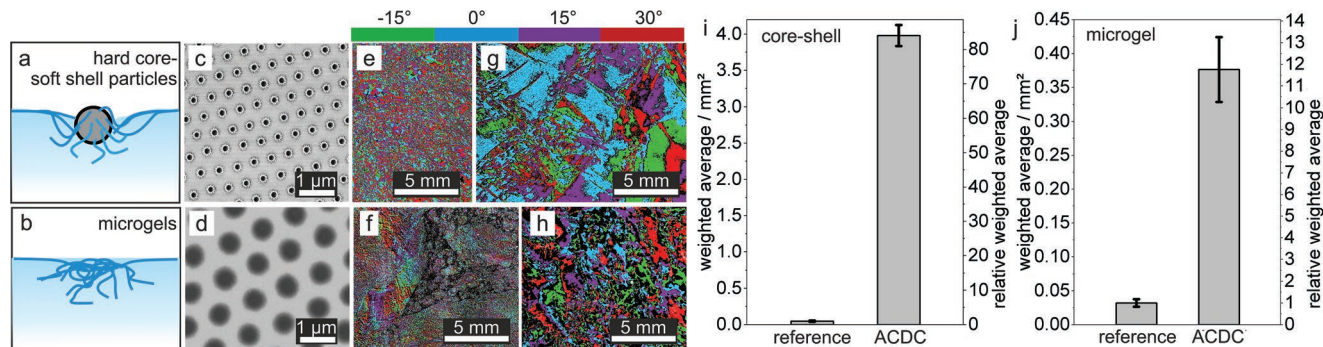 -15° 0° 15° 30°
a
hard core-
soft shell particles
b
microgels
c
1 µm
d
1 µm
e
5 mm
f
5 mm
g
5 mm
h
5 mm
i
core-shell
weighted average / mm²
4.0
3.5
3.0
2.5
2.0
1.5
1.0
0.5
0.0
reference ACDC
80
70
60
50
40
30
20
10
0
relative weighted average
j
microgel
weighted average / mm²
0.45
0.40
0.35
0.30
0.25
0.20
0.15
0.10
0.05
0.00
reference ACDC
14
13
12
11
10
9
8
7
6
5
4
3
2
1
0
relative weighted average